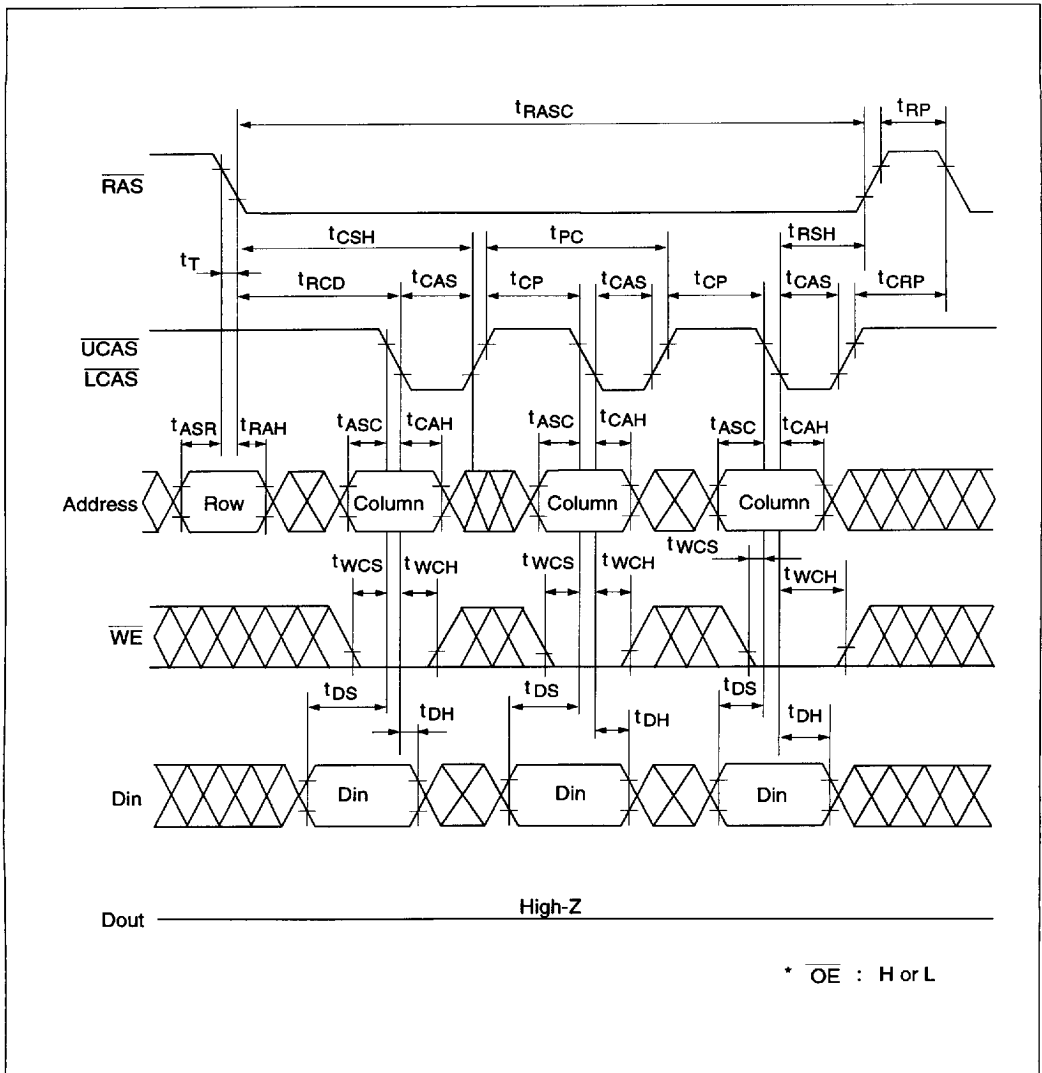 tRASC tRP
RAS
tCSH tPC tRSH
tT
tRCD tCAS tCP tCAS tCP tCAS tCRP
UCAS
LCAS
tASR tRAH tASC tCAH tASC tCAH tASC tCAH
Address Row Column Column Column
tWCS tWCH tWCS tWCH tWCS tWCH
WE
tDS tDH tDS tDH tDS tDH
Din Din Din Din
Dout High-Z
* OE : H or L